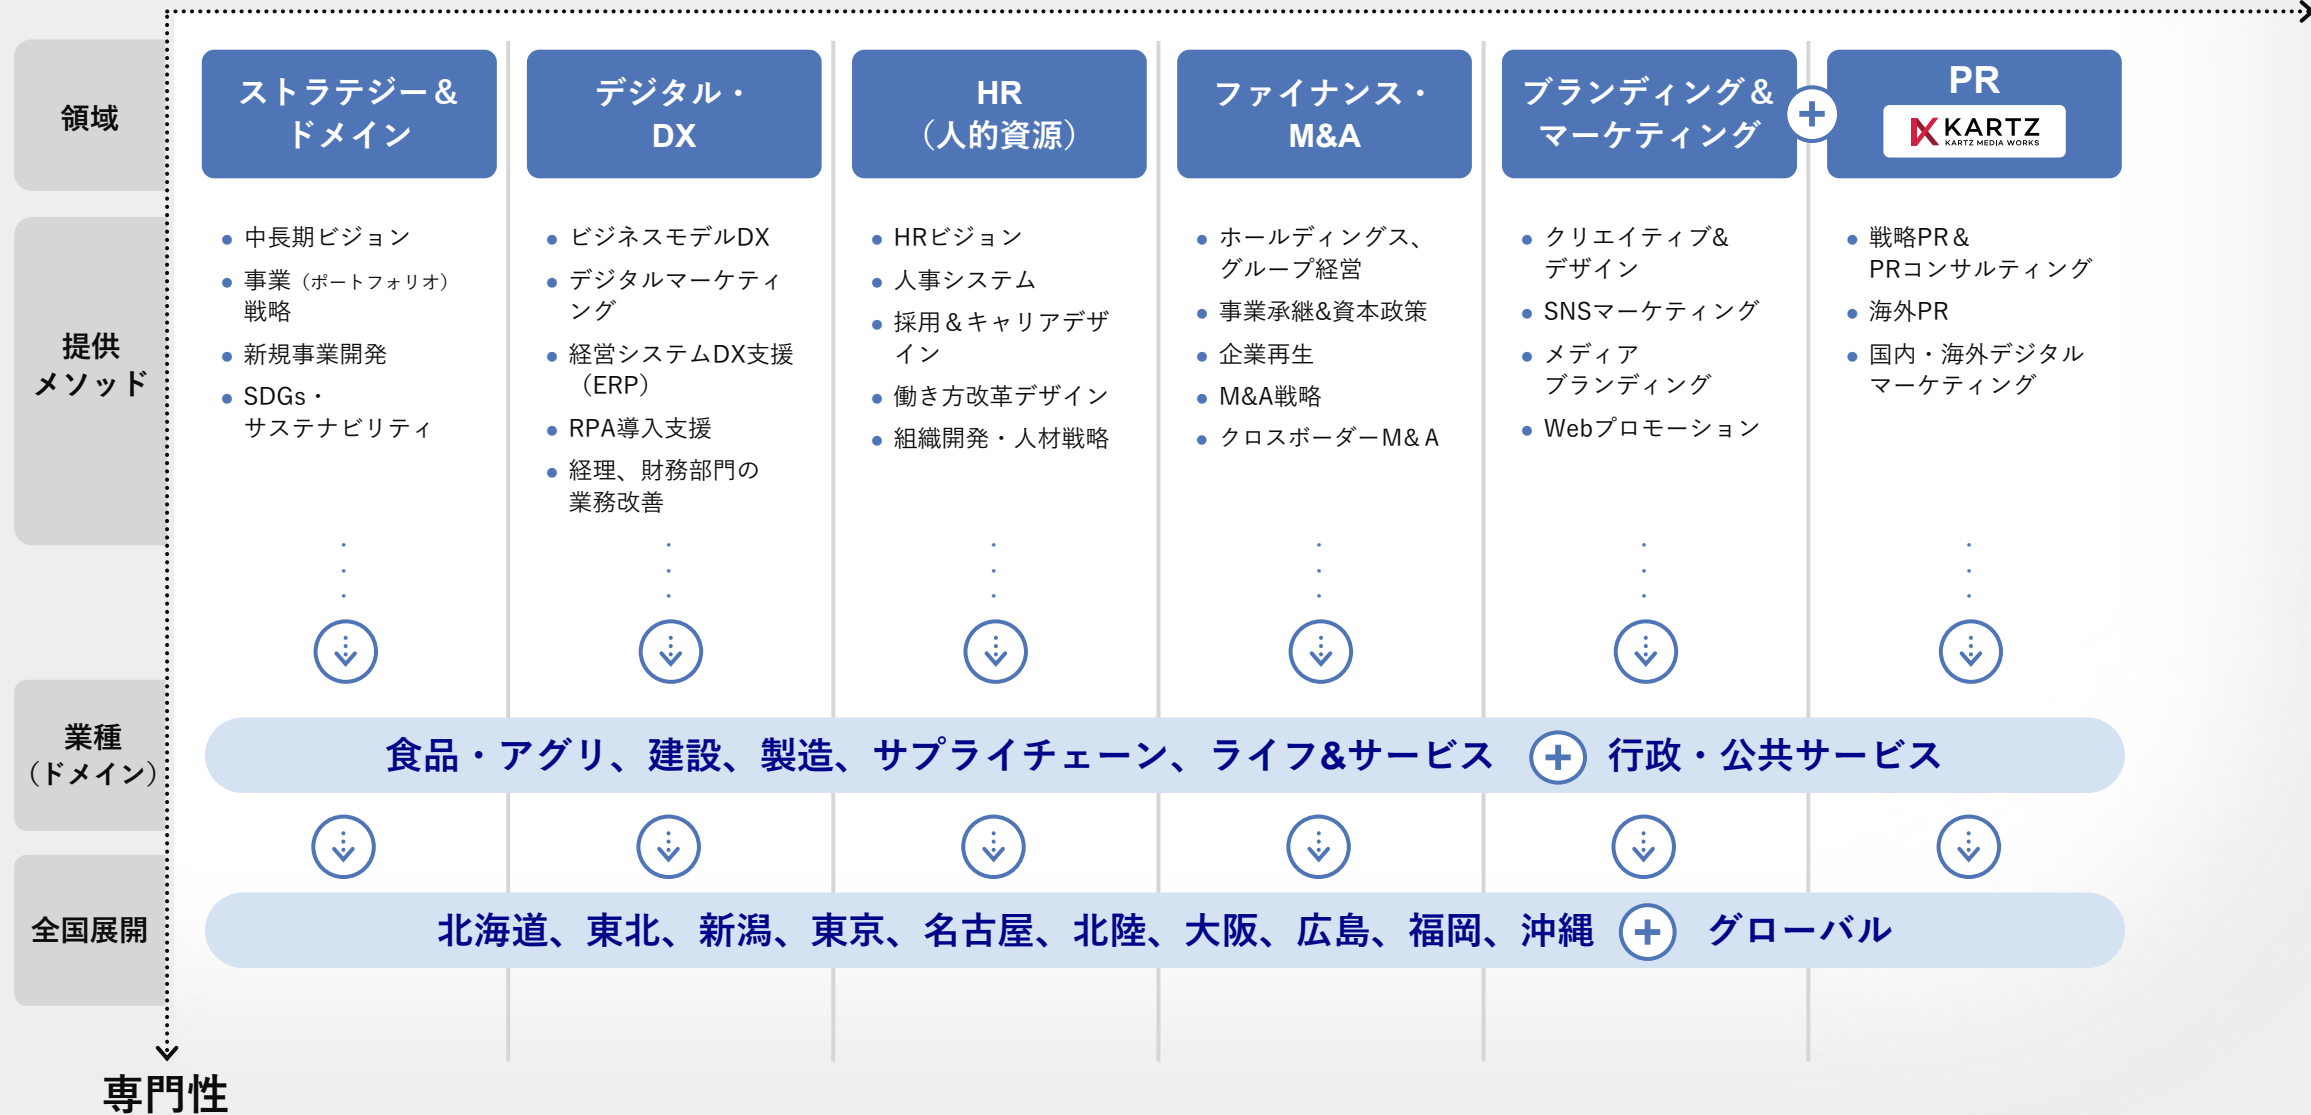 領域
ストラテジー＆
ドメイン
デジタル・
DX
HR
（人的資源）
ファイナンス・
M&A
ブランディング＆
マーケティング
PR
KARTZ
KARTZ MEDIA WORKS
提供
メソッド
中長期ビジョン
事業（ポートフォリオ）
戦略
新規事業開発
SDGs・
サステナビリティ
ビジネスモデルDX
デジタルマーケティ
ング
経営システムDX支援
（ERP）
RPA導入支援
経理、財務部門の
業務改善
HRビジョン
人事システム
採用＆キャリアデザ
イン
働き方改革デザイン
組織開発・人材戦略
ホールディングス、
グループ経営
事業承継&資本政策
企業再生
M&A戦略
クロスボーダーM&A
クリエイティブ&
デザイン
SNSマーケティング
メディア
ブランディング
Webプロモーション
戦略PR＆
PRコンサルティング
海外PR
国内・海外デジタル
マーケティング
業種
（ドメイン）
食品・アグリ、建設、製造、サプライチェーン、ライフ&サービス + 行政・公共サービス
全国展開
北海道、東北、新潟、東京、名古屋、北陸、大阪、広島、福岡、沖縄 + グローバル
専門性